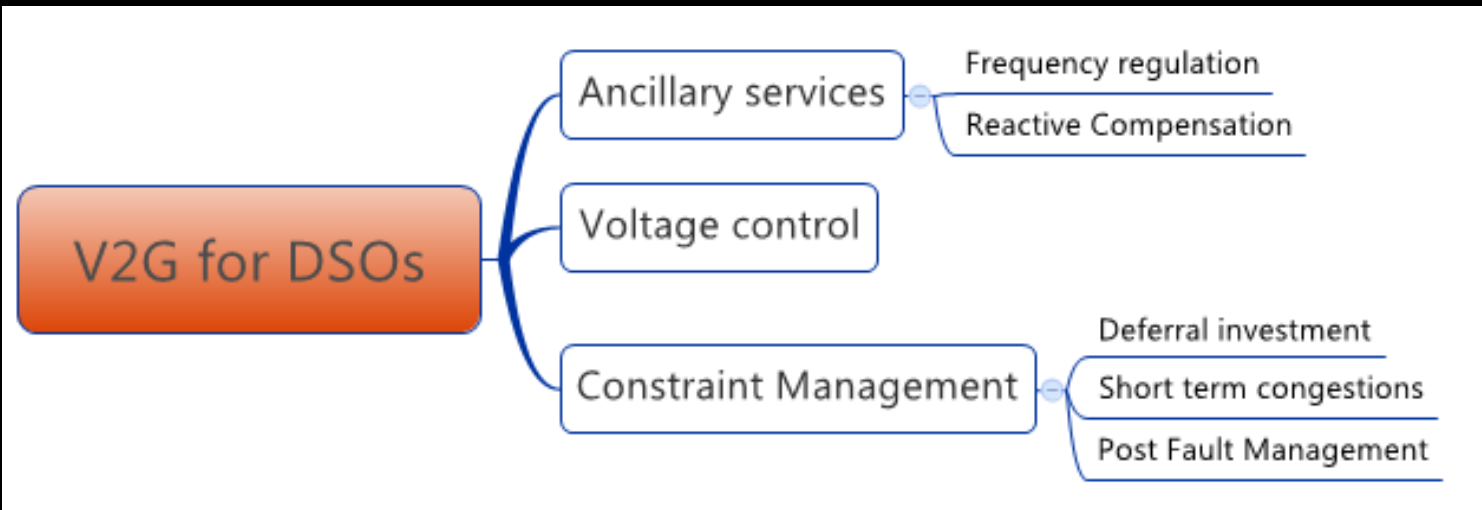 V2G for DSOs
Ancillary services
Frequency regulation
Reactive Compensation
Voltage control
Constraint Management
Deferral investment
Short term congestions
Post Fault Management